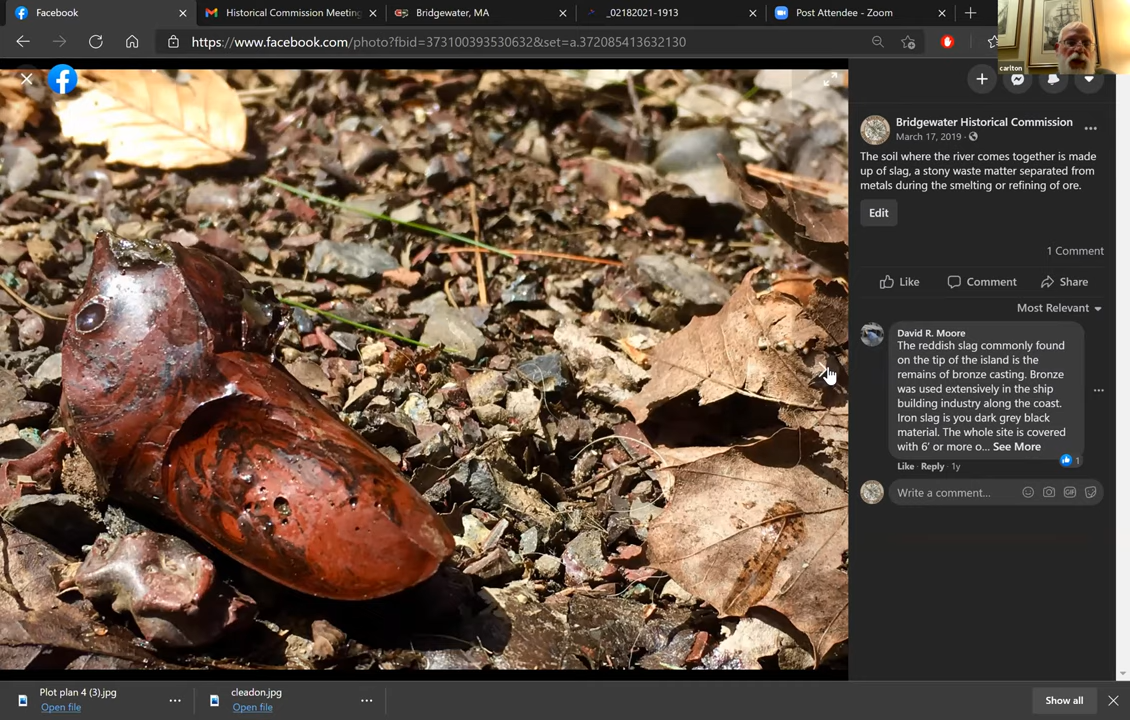 Facebook
Historical Commission Meeting
Bridgewater, MA
_02182021-1913
Post Attendee - Zoom
https://www.facebook.com/photo?fbid=373100393530632&set=a.372085413632130
carlton
Bridgewater Historical Commission
March 17, 2019 ·
The soil where the river comes together is made
up of slag, a stony waste matter separated from
metals during the smelting or refining of ore.
Edit
1 Comment
Like
Comment
Share
Most Relevant
David R. Moore
The reddish slag commonly found
on the tip of the island is the
remains of bronze casting. Bronze
was used extensively in the ship
building industry along the coast.
Iron slag is you dark grey black
material. The whole site is covered
with 6' or more o... See More
1
Like · Reply · 1y
Write a comment...
GIF
Plot plan 4 (3).jpg
Open file
cleadon.jpg
Open file
Show all